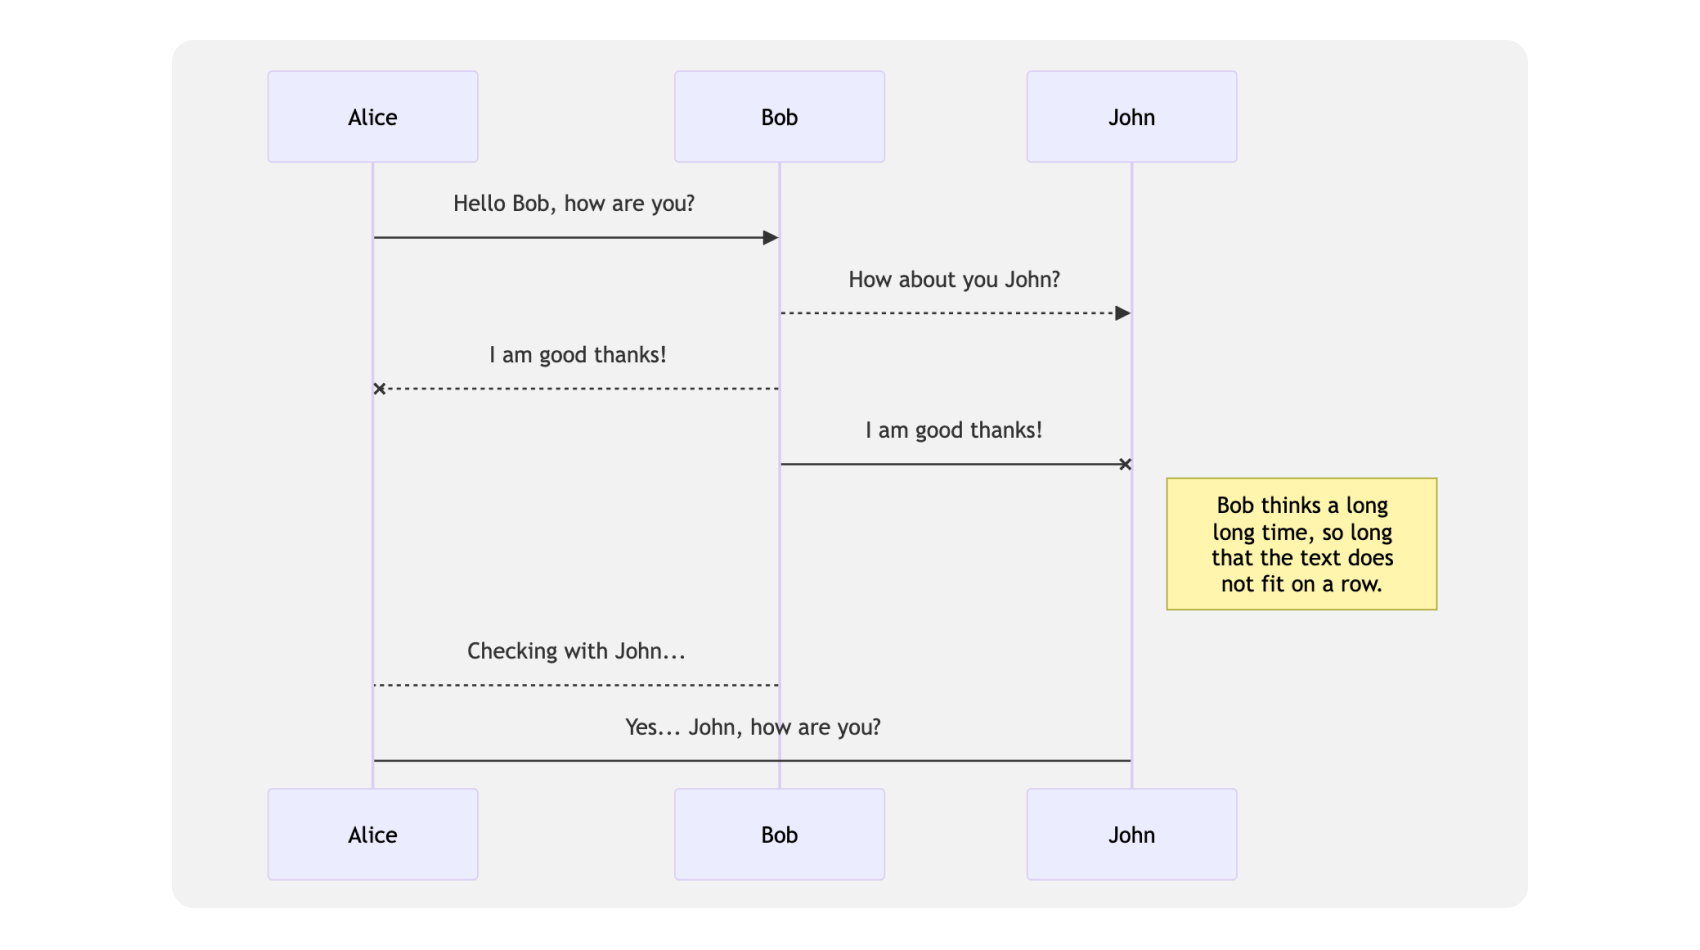 Alice
Bob
John
Hello Bob, how are you?
How about you John?
I am good thanks!
I am good thanks!
Bob thinks a long
long time, so long
that the text does
not fit on a row.
Checking with John...
Yes... John, how are you?
Alice
Bob
John